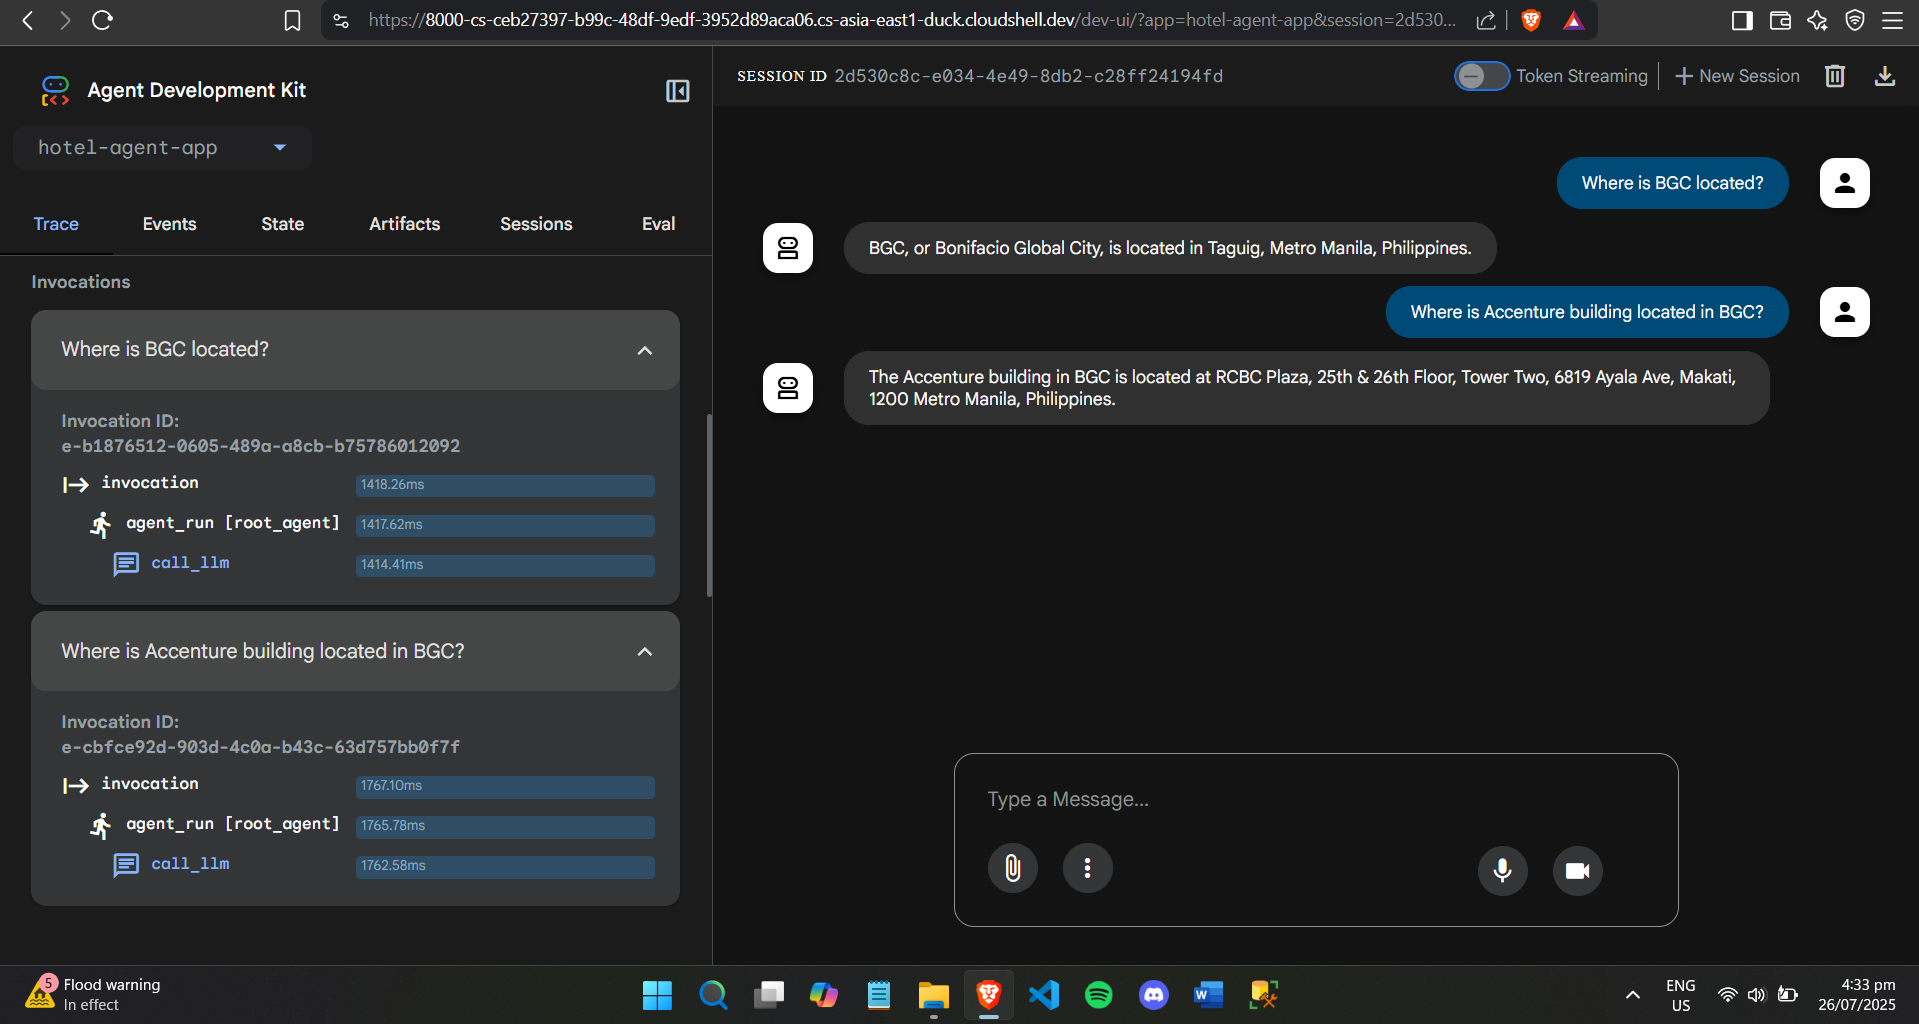 https://8000-cs-ceb27397-b99c-48df-9edf-3952d89aca06.cs-asia-east1-duck.cloudshell.dev/dev-ui/?app=hotel-agent-app&session=2d530...
Agent Development Kit
hotel-agent-app
Trace Events State Artifacts Sessions Eval
Invocations
Where is BGC located?
Invocation ID:
e-b1876512-0605-489a-a8cb-b75786012092
invocation 1418.26ms
agent_run [root_agent] 1417.62ms
call_llm 1414.41ms
Where is Accenture building located in BGC?
Invocation ID:
e-cbfce92d-903d-4c0a-b43c-63d757bb0f7f
invocation 1767.10ms
agent_run [root_agent] 1765.78ms
call_llm 1762.58ms
SESSION ID 2d530c8c-e034-4e49-8db2-c28ff24194fd
Token Streaming
New Session
Where is BGC located?
BGC, or Bonifacio Global City, is located in Taguig, Metro Manila, Philippines.
Where is Accenture building located in BGC?
The Accenture building in BGC is located at RCBC Plaza, 25th & 26th Floor, Tower Two, 6819 Ayala Ave, Makati,
1200 Metro Manila, Philippines.
Type a Message...
5
Flood warning
In effect
W
ENG
US
4:33 pm
26/07/2025